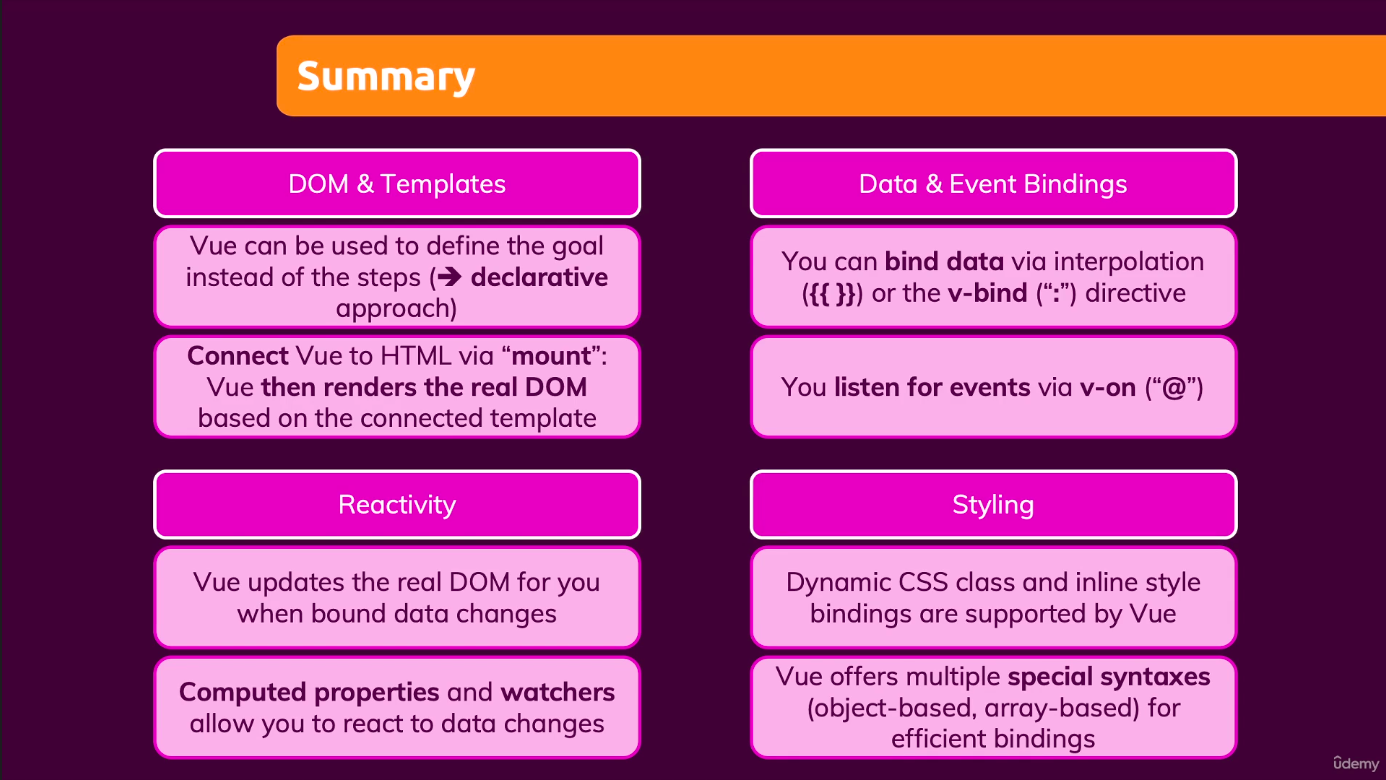 Summary
DOM & Templates
Vue can be used to define the goal
instead of the steps (➔ declarative
approach)
Connect Vue to HTML via “mount”:
Vue then renders the real DOM
based on the connected template
Data & Event Bindings
You can bind data via interpolation
({{ }}) or the v-bind (“:”) directive
You listen for events via v-on (“@”)
Reactivity
Vue updates the real DOM for you
when bound data changes
Computed properties and watchers
allow you to react to data changes
Styling
Dynamic CSS class and inline style
bindings are supported by Vue
Vue offers multiple special syntaxes
(object-based, array-based) for
efficient bindings
udemy